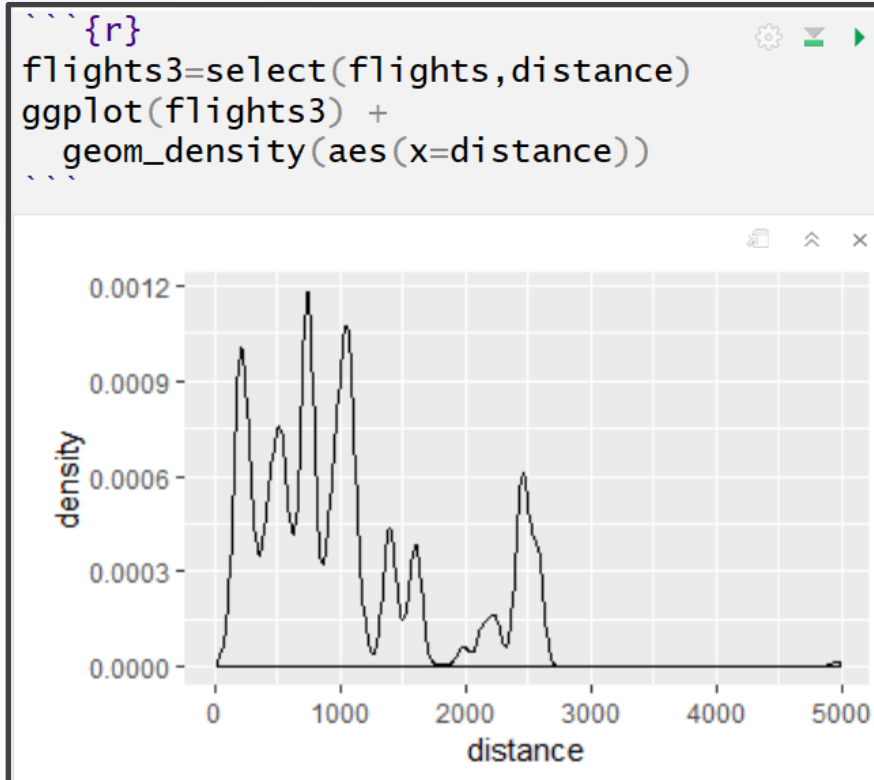 ```{r}
flights3=select(flights,distance)
ggplot(flights3) +
  geom_density(aes(x=distance))
```
0.0012
0.0009
0.0006
0.0003
0.0000
density
0 1000 2000 3000 4000 5000
distance